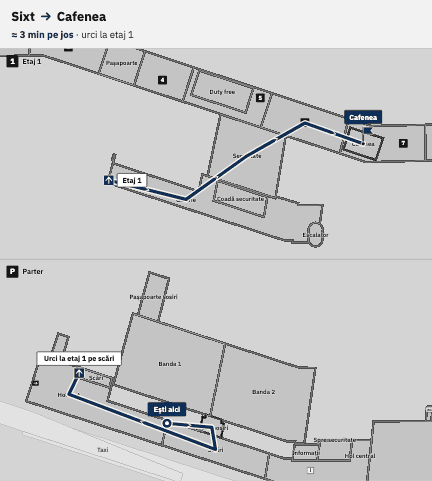 Sixt → Cafenea
≈ 3 min pe jos · urci la etaj 1
1 Etaj 1
Pașapoarte
4
Duty free
5
Cafenea
7
Etaj 1
Coadă securitate
Escalator
P Parter
Pașapoarte sosiri
Urci la etaj 1 pe scări
Banda 1
Scări
Banda 2
Ești aici
Taxi
Hol central